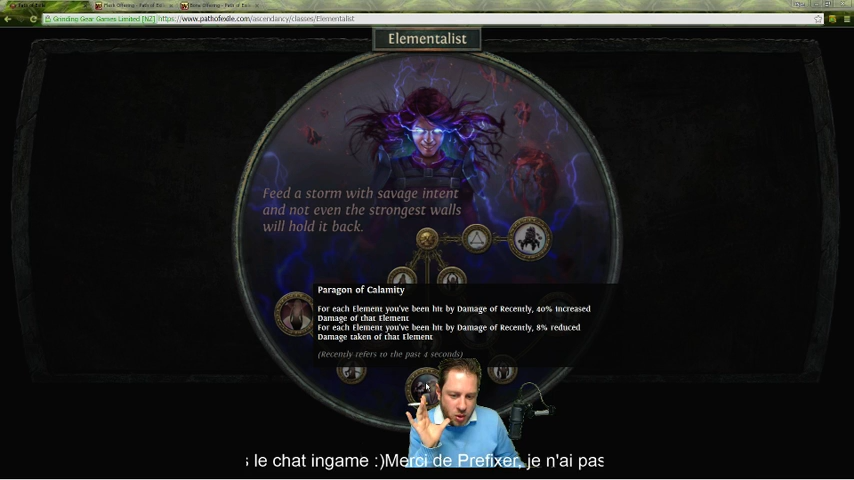 Path of Exile
Grinding Gear Games Limited [NZ] https://www.pathofexile.com/ascendancy/classes/Elementalist
Elementalist
Feed a storm with savage intent
and not even the strongest walls
will hold it back.
Paragon of Calamity
For each Element you've been hit by Damage of Recently, 40% increased
Damage of that Element
For each Element you've been hit by Damage of Recently, 8% reduced
Damage taken of that Element
(Recently refers to the past 4 seconds)
s le chat ingame :)Merci de Prefixer, je n'ai pas